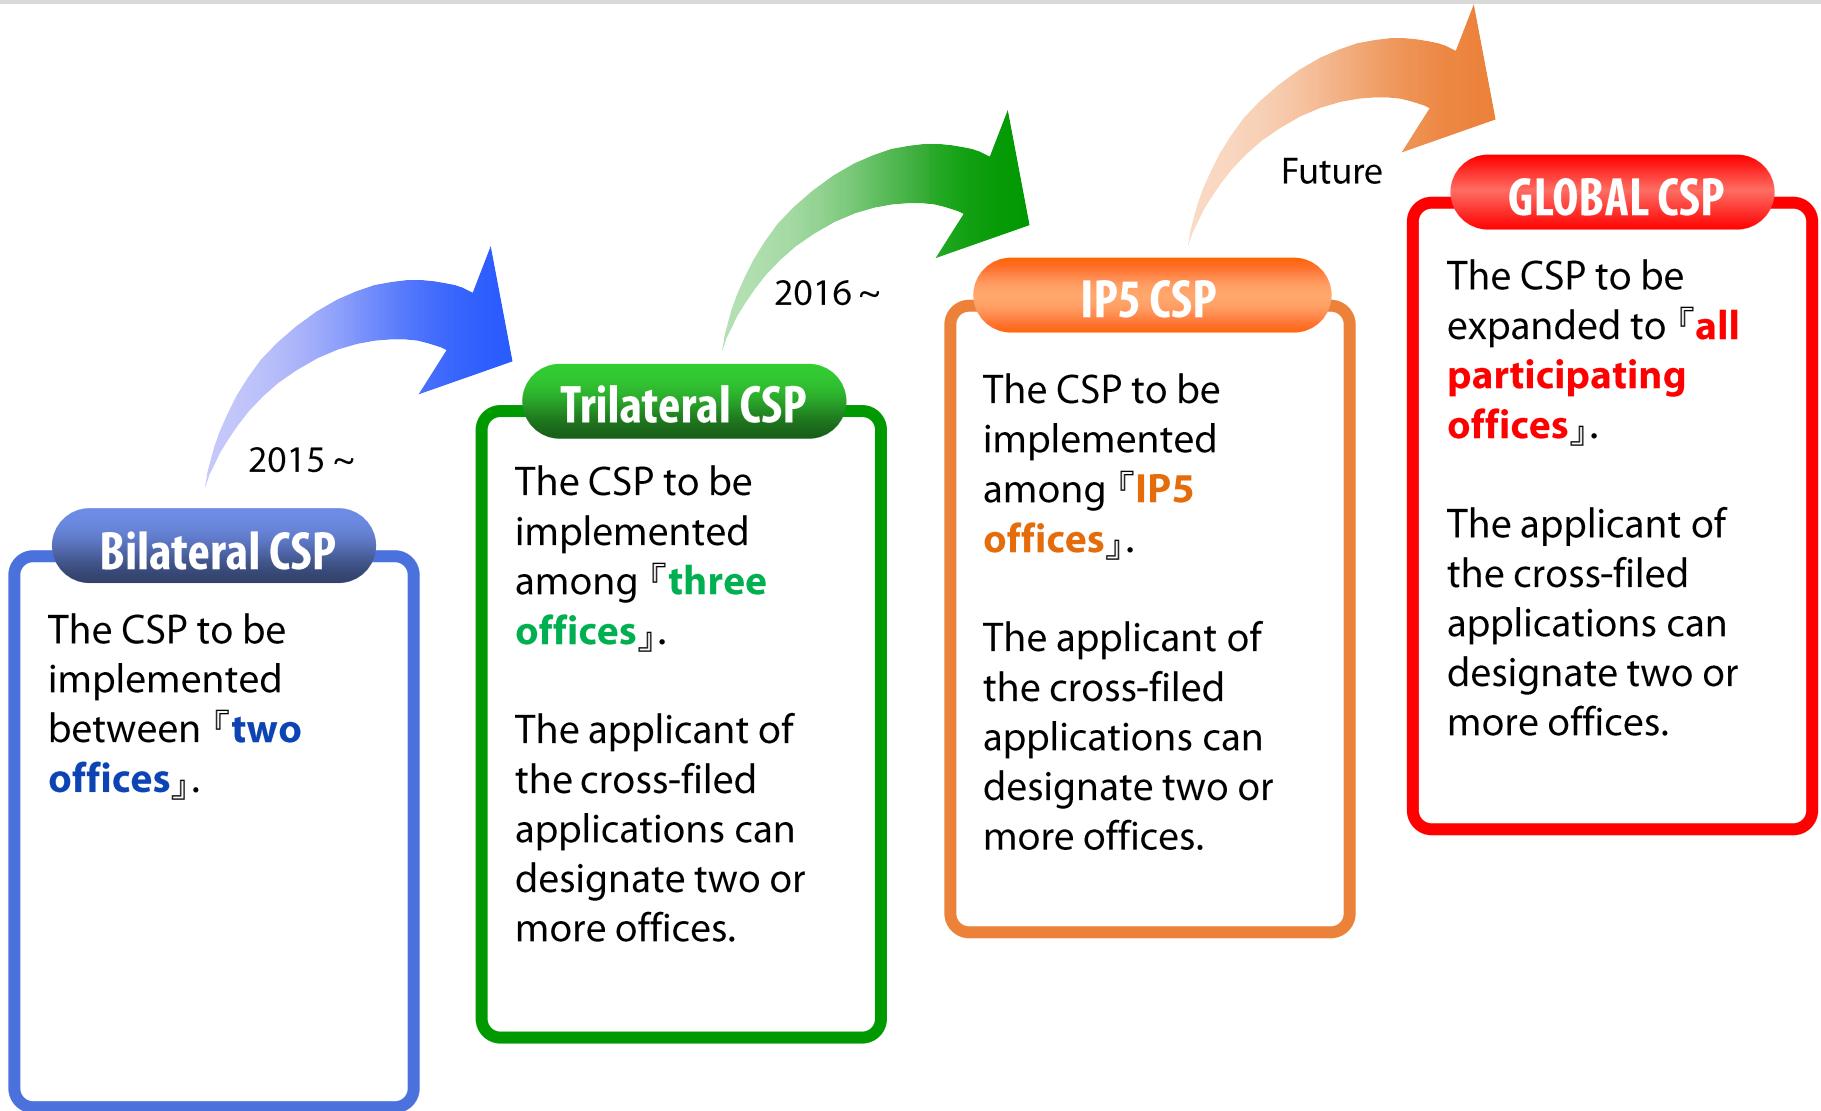 Bilateral CSP
The CSP to be
implemented
between『two
offices』.
2015 ~
Trilateral CSP
The CSP to be
implemented
among『three
offices』.
The applicant of
the cross-filed
applications can
designate two or
more offices.
2016 ~
IP5 CSP
The CSP to be
implemented
among『IP5
offices』.
The applicant of
the cross-filed
applications can
designate two or
more offices.
Future
GLOBAL CSP
The CSP to be
expanded to『all
participating
offices』.
The applicant of
the cross-filed
applications can
designate two or
more offices.